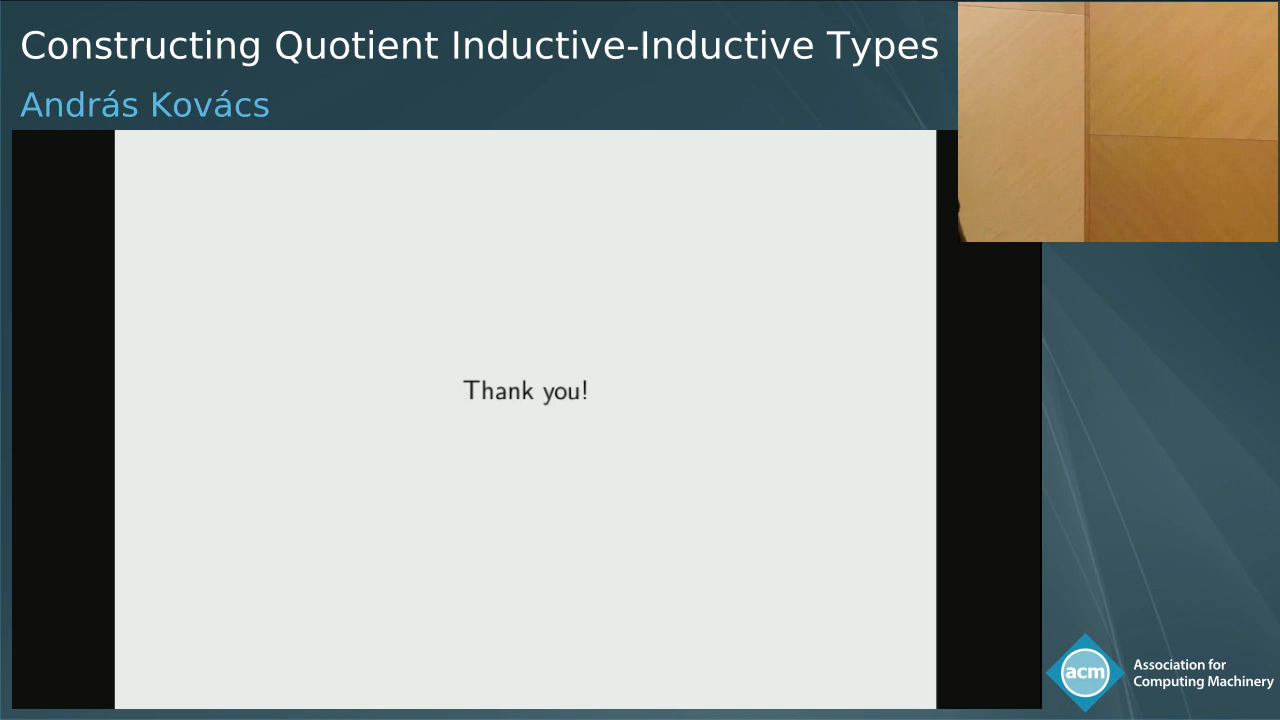 Constructing Quotient Inductive-Inductive Types
András Kovács
Thank you!
acm
Association for
Computing Machinery